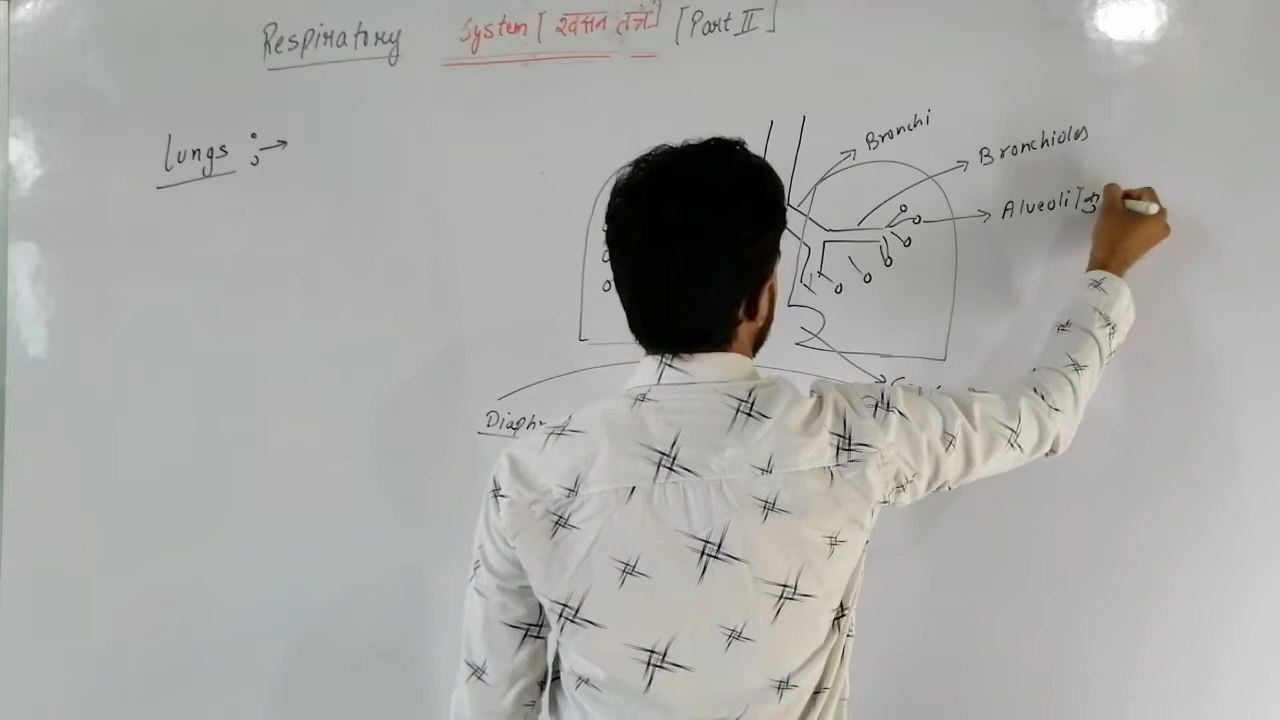 Respiratory System [श्वसन तंत्र] [Part II]
Lungs :→
Bronchi
Bronchioles
Alveoli [